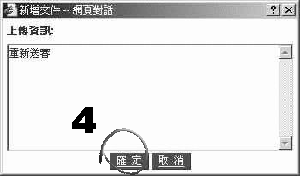 新增文件 -- 網頁對話
上傳資訊:
重新送審
4
確定 取消